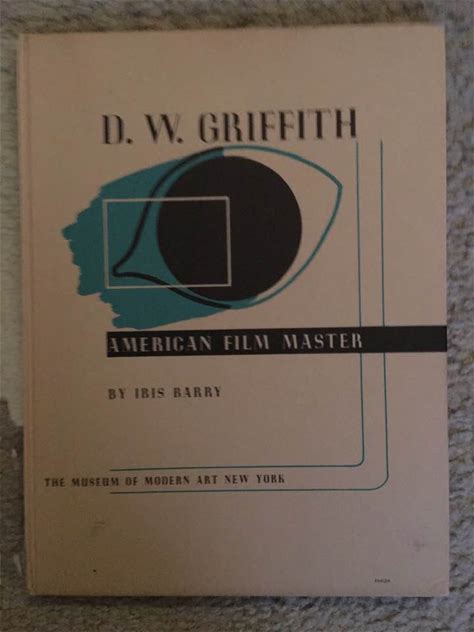 D. W. GRIFFITH
AMERICAN FILM MASTER
BY IRIS BARRY
THE MUSEUM OF MODERN ART NEW YORK